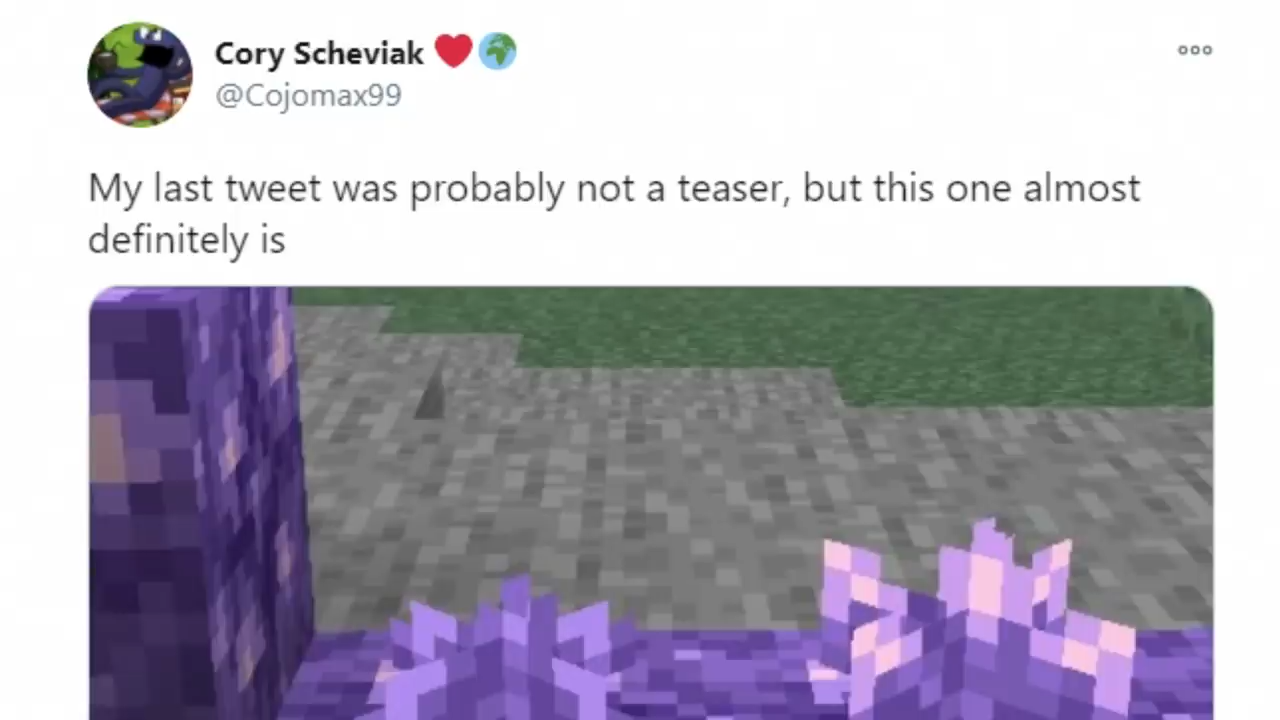 Cory Scheviak ❤️🌍
@Cojomax99
My last tweet was probably not a teaser, but this one almost
definitely is